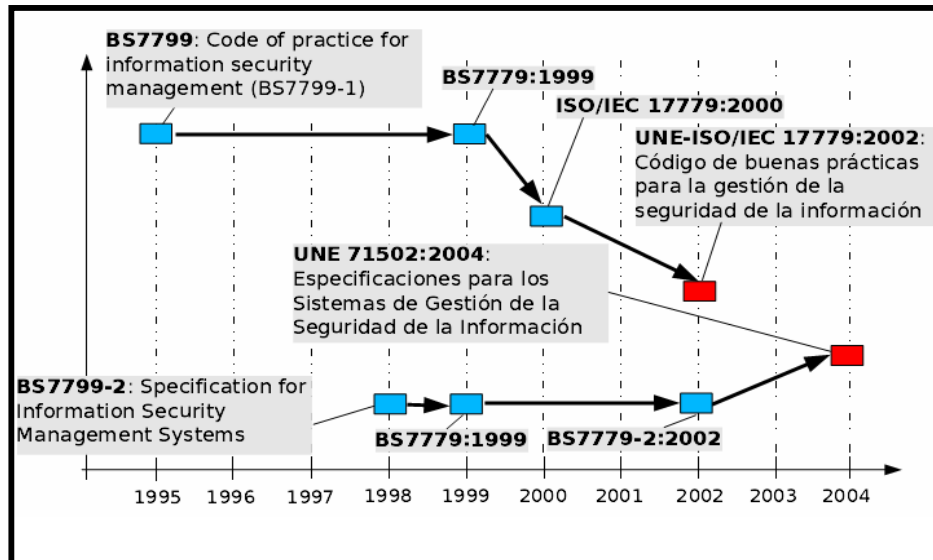 BS7799: Code of practice for
information security
management (BS7799-1)
BS7779:1999
ISO/IEC 17779:2000
UNE-ISO/IEC 17779:2002:
Código de buenas prácticas
para la gestión de la
seguridad de la información
UNE 71502:2004:
Especificaciones para los
Sistemas de Gestión de la
Seguridad de la Información
BS7799-2: Specification for
Information Security
Management Systems
BS7779:1999
BS7779-2:2002
1995 1996 1997 1998 1999 2000 2001 2002 2003 2004